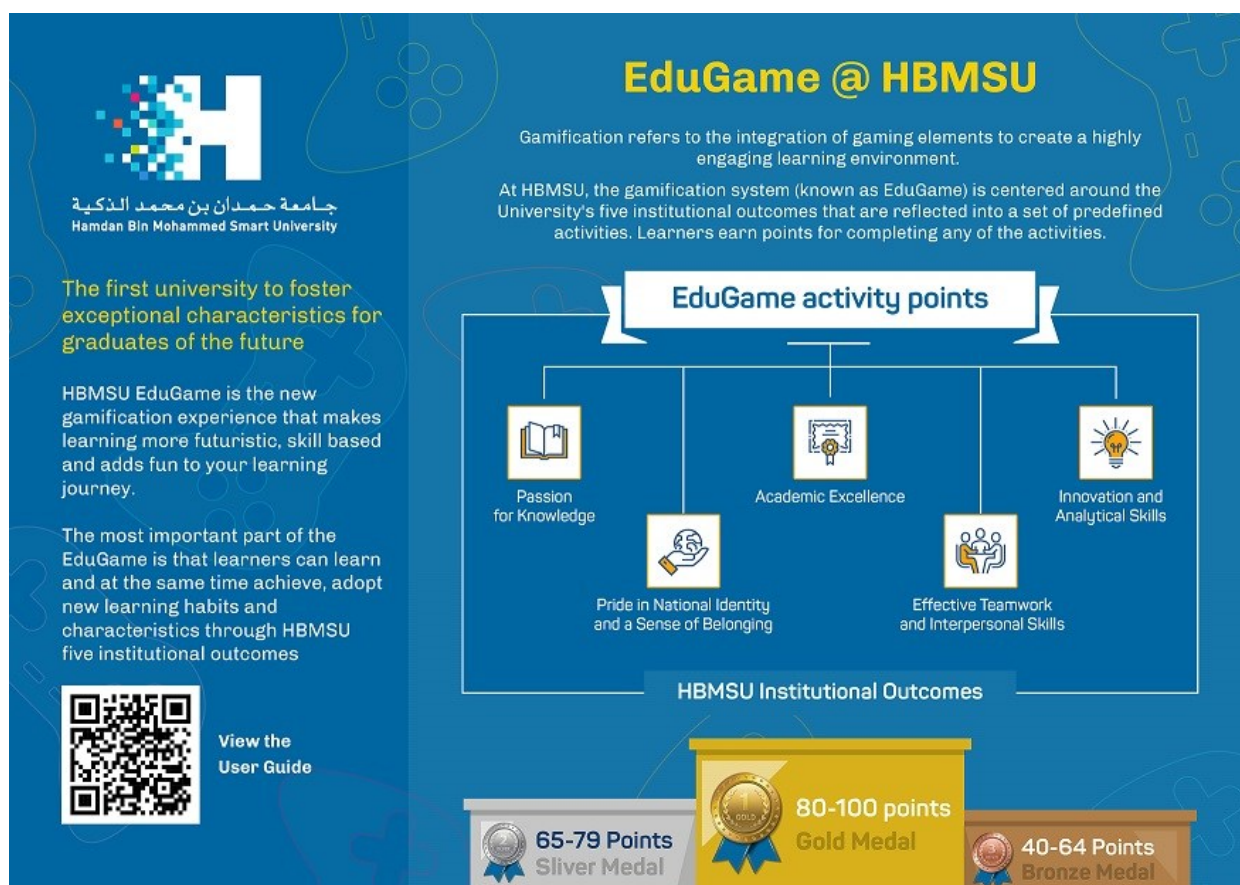 جامعة حمدان بن محمد الذكية
Hamdan Bin Mohammed Smart University
The first university to foster
exceptional characteristics for
graduates of the future
HBMSU EduGame is the new
gamification experience that makes
learning more futuristic, skill based
and adds fun to your learning
journey.
The most important part of the
EduGame is that learners can learn
and at the same time achieve, adopt
new learning habits and
characteristics through HBMSU
five institutional outcomes
View the
User Guide
EduGame @ HBMSU
Gamification refers to the integration of gaming elements to create a highly
engaging learning environment.
At HBMSU, the gamification system (known as EduGame) is centered around the
University's five institutional outcomes that are reflected into a set of predefined
activities. Learners earn points for completing any of the activities.
EduGame activity points
Passion
for Knowledge
Pride in National Identity
and a Sense of Belonging
Academic Excellence
Effective Teamwork
and Interpersonal Skills
Innovation and
Analytical Skills
HBMSU Institutional Outcomes
2
65-79 Points
Sliver Medal
1
GOLD
80-100 points
Gold Medal
3
40-64 Points
Bronze Medal